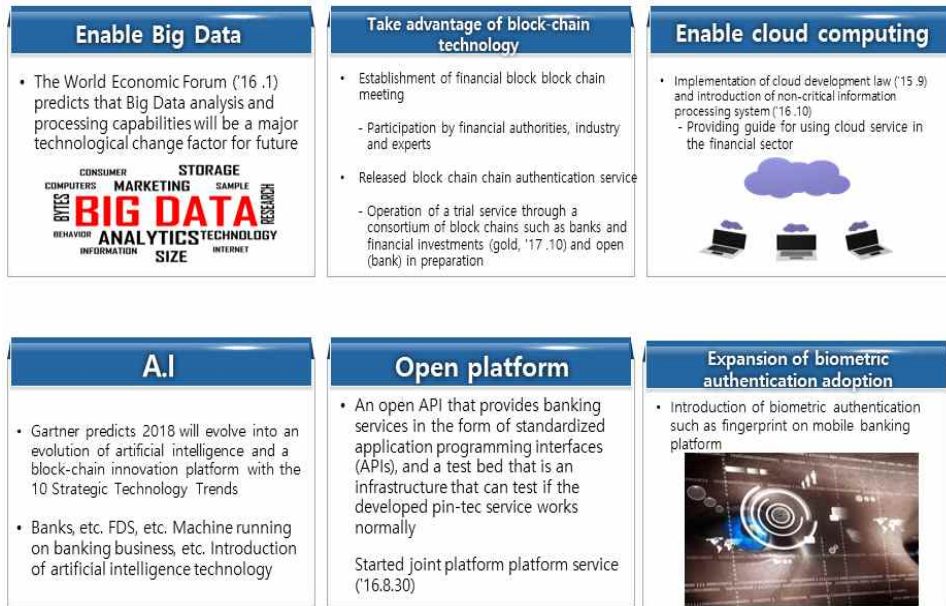 Enable Big Data
• The World Economic Forum ('16 .1)
predicts that Big Data analysis and
processing capabilities will be a major
technological change factor for future
CONSUMER STORAGE
COMPUTERS MARKETING SAMPLE
BYTES BIG DATA RESEARCH
BEHAVIOR ANALYTICS TECHNOLOGY
INFORMATION SIZE INTERNET
Take advantage of block-chain
technology
• Establishment of financial block block chain
meeting
- Participation by financial authorities, industry
and experts
• Released block chain chain authentication service
- Operation of a trial service through a
consortium of block chains such as banks and
financial investments (gold, '17 .10) and open
(bank) in preparation
Enable cloud computing
• Implementation of cloud development law ('15 .9)
and introduction of non-critical information
processing system ('16 .10)
- Providing guide for using cloud service in
the financial sector
A.I
• Gartner predicts 2018 will evolve into an
evolution of artificial intelligence and a
block-chain innovation platform with the
10 Strategic Technology Trends
• Banks, etc. FDS, etc. Machine running
on banking business, etc. Introduction
of artificial intelligence technology
Open platform
• An open API that provides banking
services in the form of standardized
application programming interfaces
(APIs), and a test bed that is an
infrastructure that can test if the
developed pin-tec service works
normally
Started joint platform platform service
('16.8.30)
Expansion of biometric
authentication adoption
• Introduction of biometric authentication
such as fingerprint on mobile banking
platform